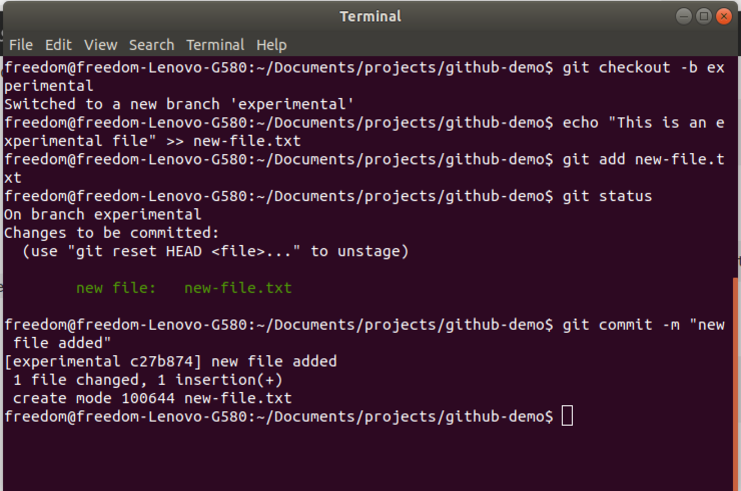 Terminal
File Edit View Search Terminal Help
freedom@freedom-Lenovo-G580:~/Documents/projects/github-demo$ git checkout -b ex
perimental
Switched to a new branch 'experimental'
freedom@freedom-Lenovo-G580:~/Documents/projects/github-demo$ echo "This is an e
xperimental file" >> new-file.txt
freedom@freedom-Lenovo-G580:~/Documents/projects/github-demo$ git add new-file.t
xt
freedom@freedom-Lenovo-G580:~/Documents/projects/github-demo$ git status
On branch experimental
Changes to be committed:
  (use "git reset HEAD <file>..." to unstage)
        new file:   new-file.txt
freedom@freedom-Lenovo-G580:~/Documents/projects/github-demo$ git commit -m "new
 file added"
[experimental c27b874] new file added
 1 file changed, 1 insertion(+)
 create mode 100644 new-file.txt
freedom@freedom-Lenovo-G580:~/Documents/projects/github-demo$